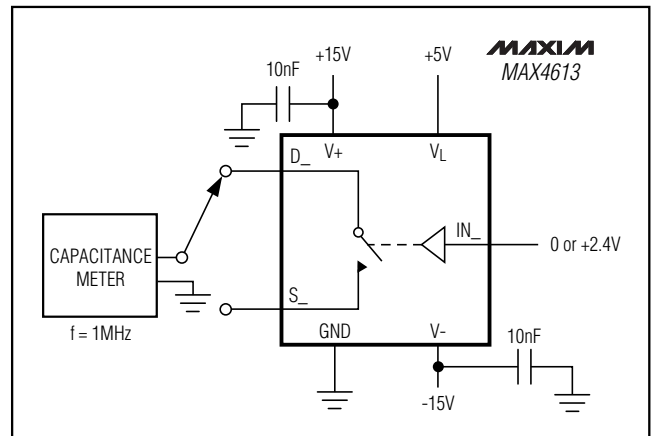 +15V
+5V
MAXIM
MAX4613
10nF
D_
V+
VL
IN_
0 or +2.4V
CAPACITANCE
METER
f = 1MHz
S_
GND
V-
10nF
-15V